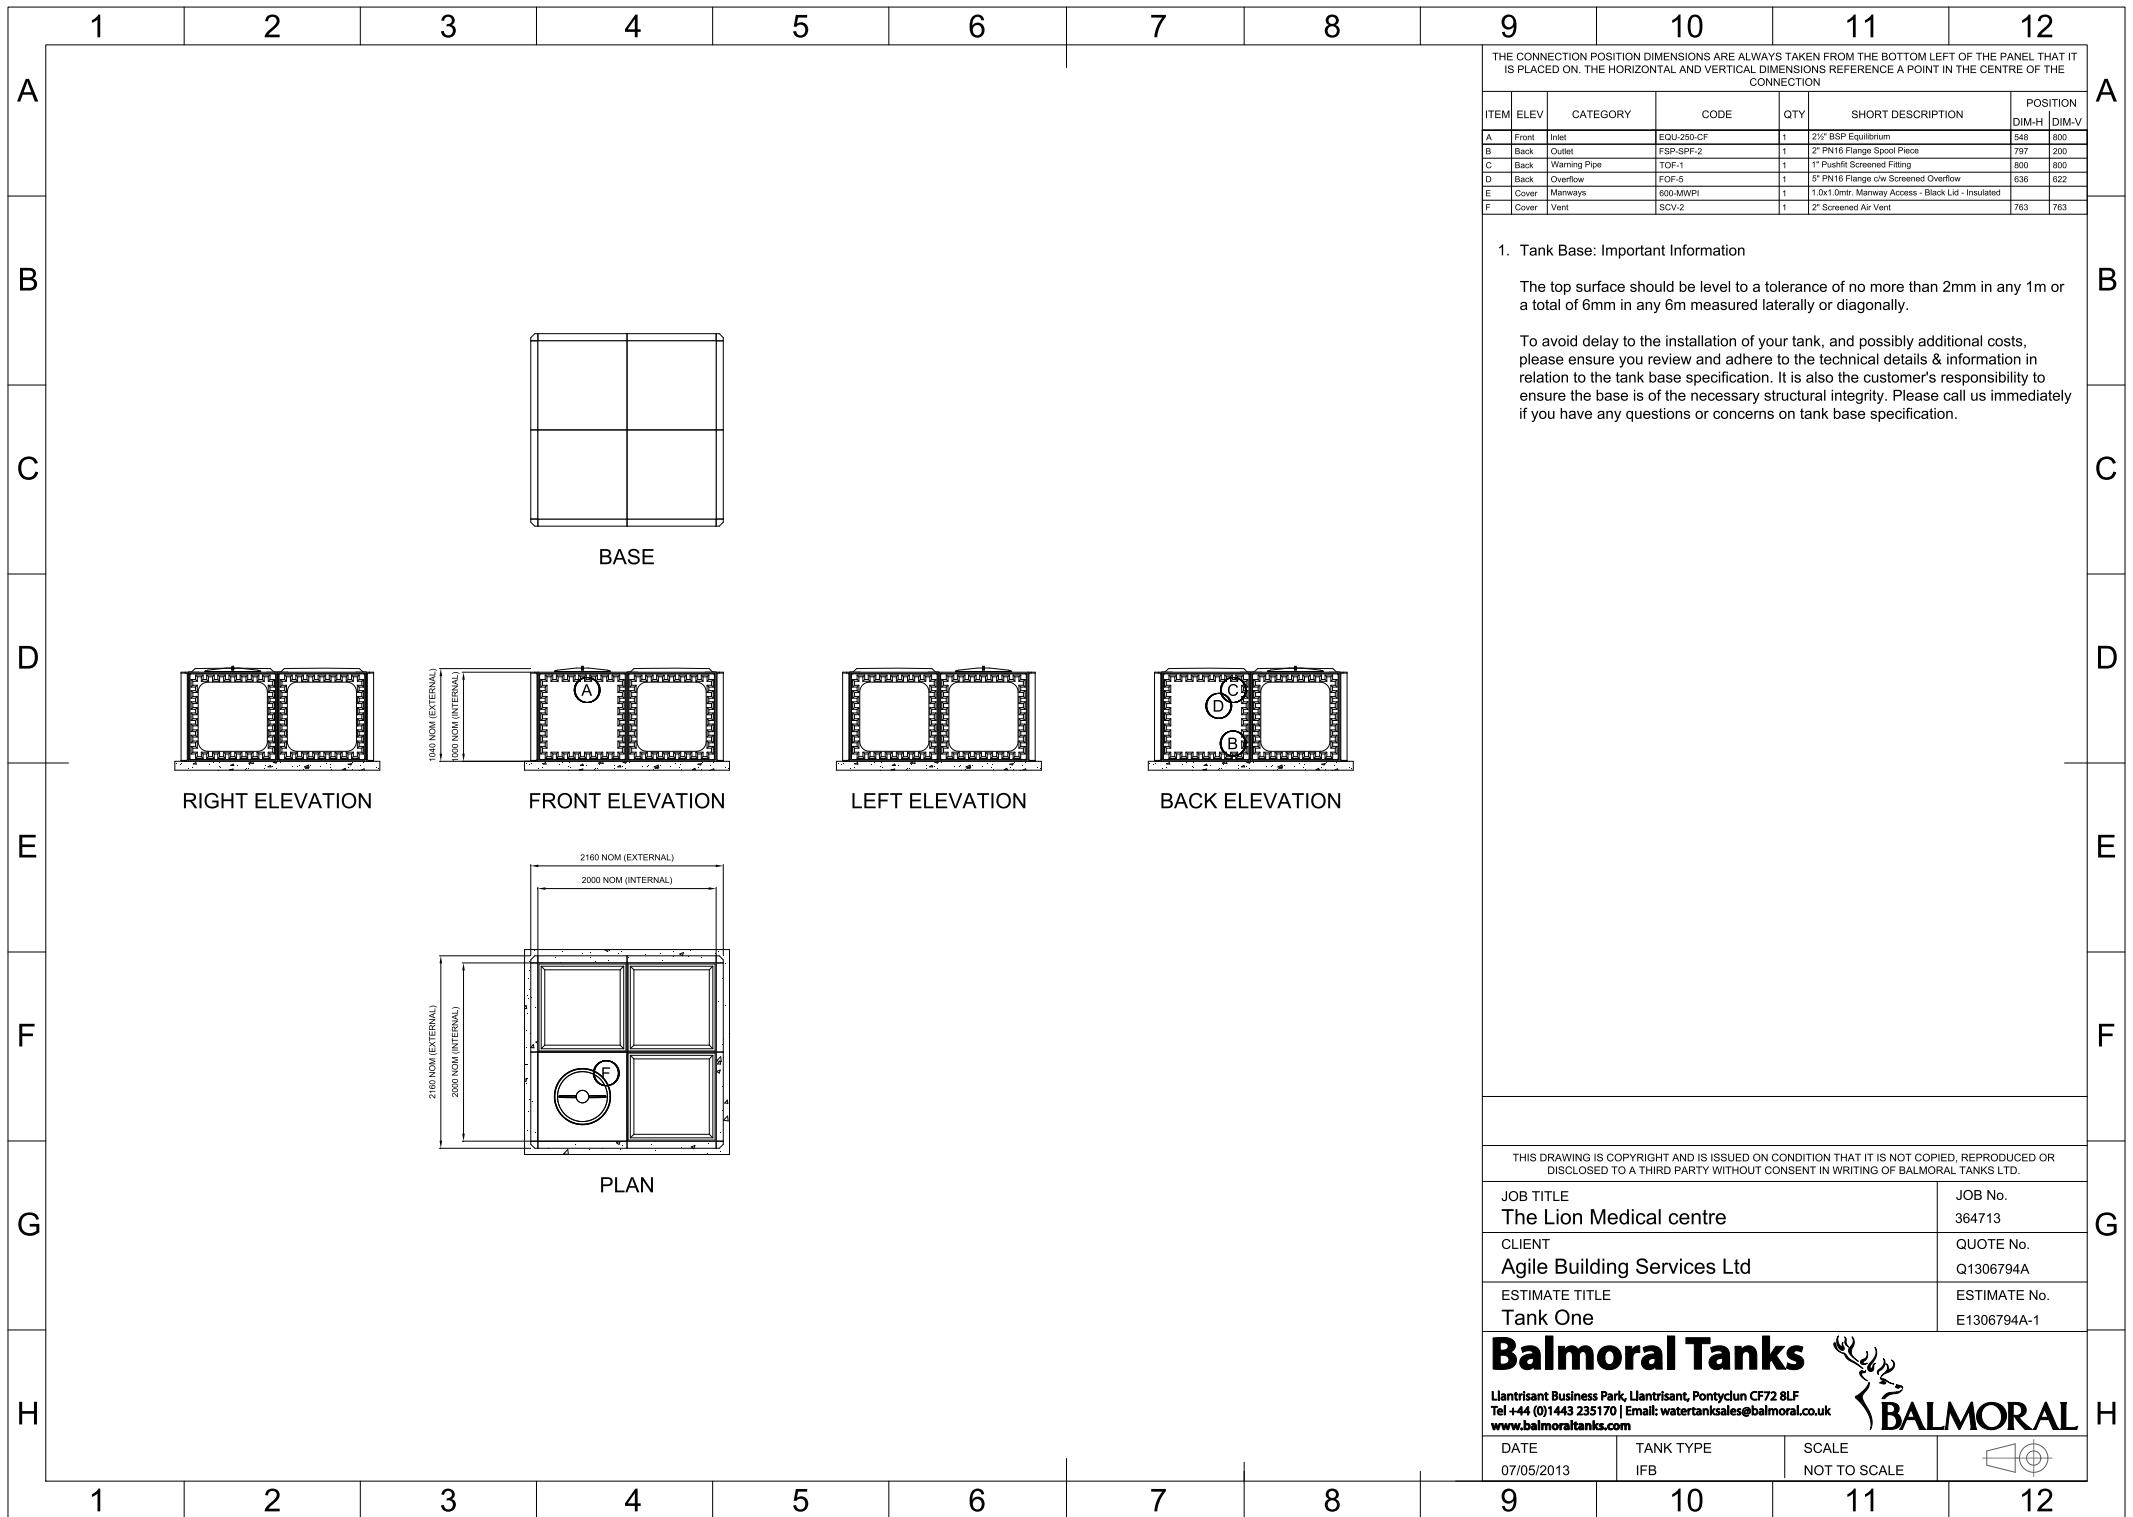 1 2 3 4 5 6 7 8 9 10 11 12
A
B
C
D
E
F
G
H
BASE
1040 NOM (EXTERNAL)
1000 NOM (INTERNAL)
A
C
D
B
RIGHT ELEVATION
FRONT ELEVATION
LEFT ELEVATION
BACK ELEVATION
2160 NOM (EXTERNAL)
2000 NOM (INTERNAL)
2160 NOM (EXTERNAL)
2000 NOM (INTERNAL)
F
PLAN
THE CONNECTION POSITION DIMENSIONS ARE ALWAYS TAKEN FROM THE BOTTOM LEFT OF THE PANEL THAT IT
IS PLACED ON. THE HORIZONTAL AND VERTICAL DIMENSIONS REFERENCE A POINT IN THE CENTRE OF THE
CONNECTION
ITEM ELEV CATEGORY CODE QTY SHORT DESCRIPTION POSITION
DIM-H DIM-V
A Front Inlet EQU-250-CF 1 2½" BSP Equilibrium 548 800
B Back Outlet FSP-SPF-2 1 2" PN16 Flange Spool Piece 797 200
C Back Warning Pipe TOF-1 1 1" Pushfit Screened Fitting 800 800
D Back Overflow FOF-5 1 5" PN16 Flange c/w Screened Overflow 636 622
E Cover Manways 600-MWPI 1 1.0x1.0mtr. Manway Access - Black Lid - Insulated
F Cover Vent SCV-2 1 2" Screened Air Vent 763 763
1. Tank Base: Important Information
The top surface should be level to a tolerance of no more than 2mm in any 1m or
a total of 6mm in any 6m measured laterally or diagonally.
To avoid delay to the installation of your tank, and possibly additional costs,
please ensure you review and adhere to the technical details & information in
relation to the tank base specification. It is also the customer's responsibility to
ensure the base is of the necessary structural integrity. Please call us immediately
if you have any questions or concerns on tank base specification.
THIS DRAWING IS COPYRIGHT AND IS ISSUED ON CONDITION THAT IT IS NOT COPIED, REPRODUCED OR
DISCLOSED TO A THIRD PARTY WITHOUT CONSENT IN WRITING OF BALMORAL TANKS LTD.
JOB TITLE
The Lion Medical centre
JOB No.
364713
CLIENT
Agile Building Services Ltd
QUOTE No.
Q1306794A
ESTIMATE TITLE
Tank One
ESTIMATE No.
E1306794A-1
Balmoral Tanks
Llantrisant Business Park, Llantrisant, Pontyclun CF72 8LF
Tel +44 (0)1443 235170 | Email: watertanksales@balmoral.co.uk
www.balmoraltanks.com
BALMORAL
DATE
07/05/2013
TANK TYPE
IFB
SCALE
NOT TO SCALE
A
B
C
D
E
F
G
H
1 2 3 4 5 6 7 8 9 10 11 12